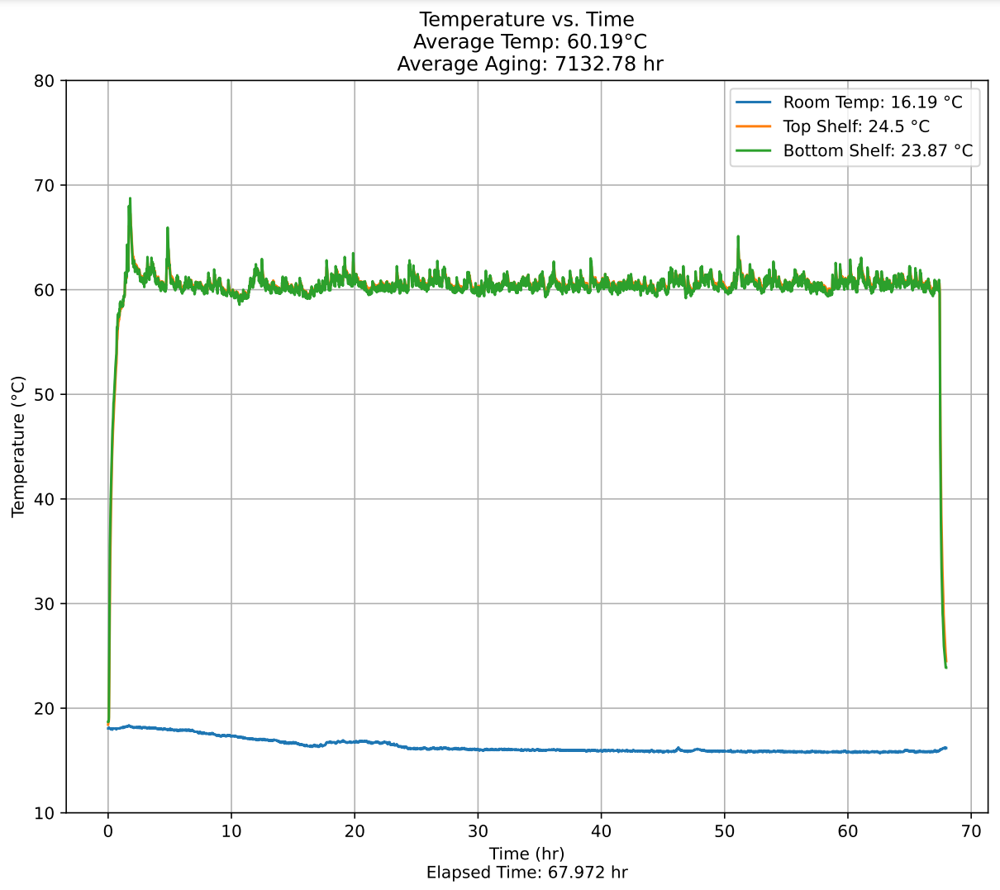 Temperature vs. Time
Average Temp: 60.19°C
Average Aging: 7132.78 hr
Room Temp: 16.19 °C
Top Shelf: 24.5 °C
Bottom Shelf: 23.87 °C
Temperature (°C)
80
70
60
50
40
30
20
10
0 10 20 30 40 50 60 70
Time (hr)
Elapsed Time: 67.972 hr